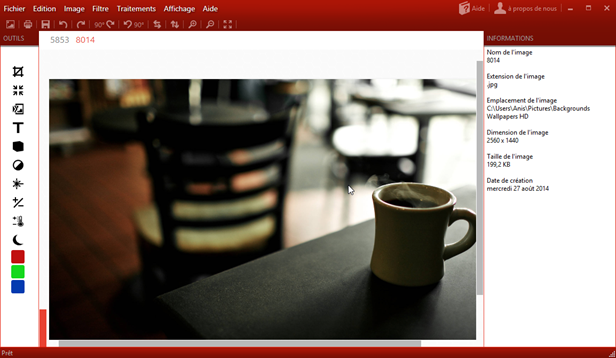 Fichier Edition Image Filtre Traitements Affichage Aide
Aide à propos de nous
90° 90°
OUTILS
INFORMATIONS
5853 8014
Nom de l'image
8014
Extension de l'image
.jpg
Emplacement de l'image
C:\Users\Anis\Pictures\Backgrounds
Wallpapers HD
Dimension de l'image
2560 x 1440
Taille de l'image
199,2 KB
Date de création
mercredi 27 août 2014
T
Prêt